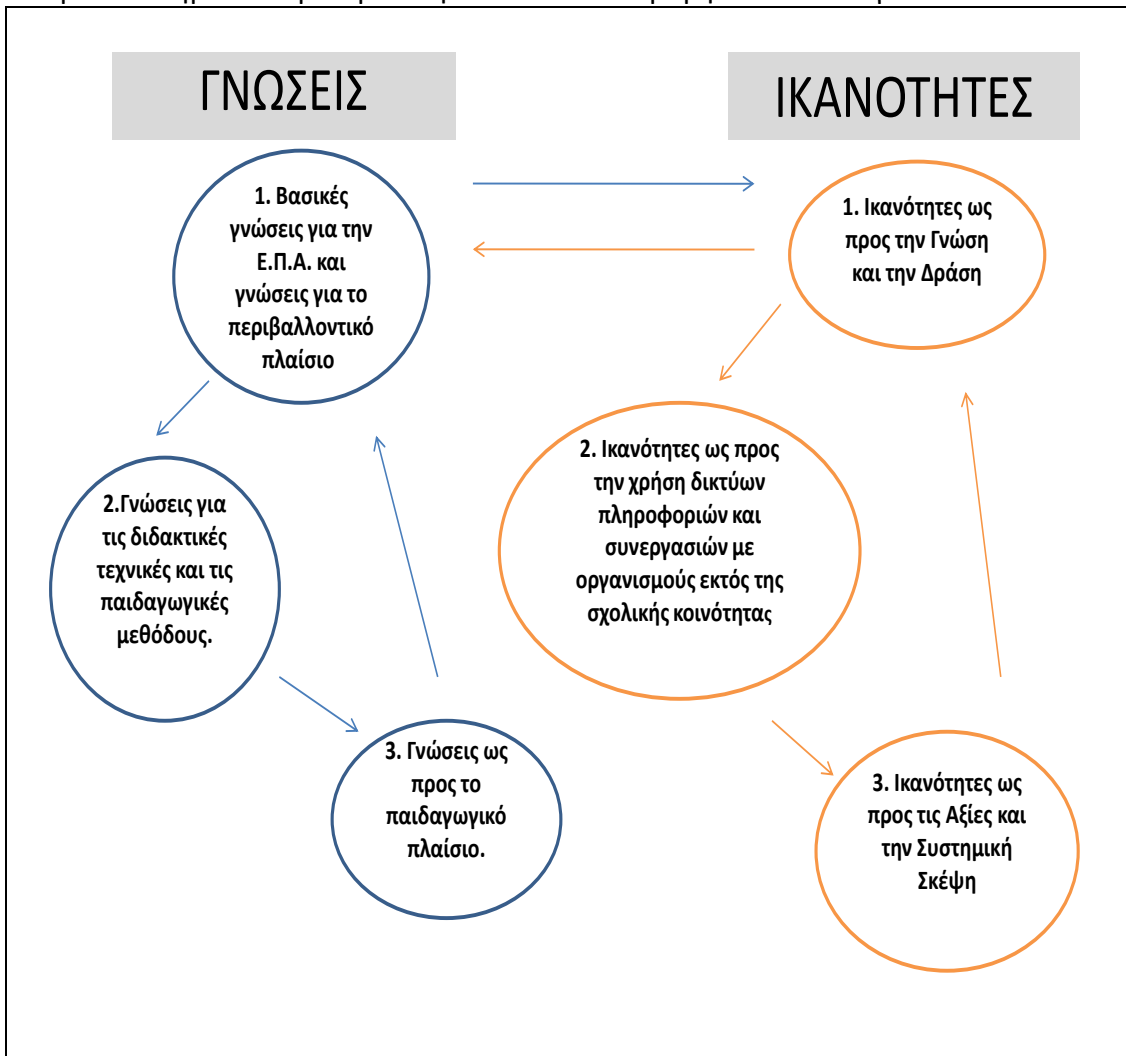 ΓΝΩΣΕΙΣ
ΙΚΑΝΟΤΗΤΕΣ
1. Βασικές
γνώσεις για την
Ε.Π.Α. και
γνώσεις για το
περιβαλλοντικό
πλαίσιο
1. Ικανότητες ως
προς την Γνώση
και την Δράση
2.Γνώσεις για
τις διδακτικές
τεχνικές και τις
παιδαγωγικές
μεθόδους.
2. Ικανότητες ως προς
την χρήση δικτύων
πληροφοριών και
συνεργασιών με
οργανισμούς εκτός της
σχολικής κοινότητας
3. Γνώσεις ως
προς το
παιδαγωγικό
πλαίσιο.
3. Ικανότητες ως
προς τις Αξίες και
την Συστημική
Σκέψη